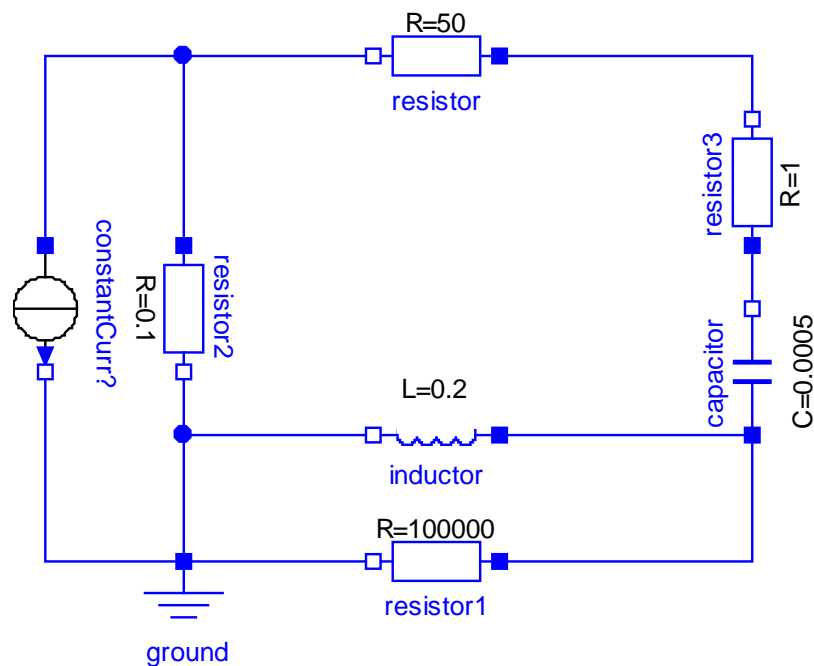 R=50
resistor
resistor3
R=1
constantCurr?
R=0.1
resistor2
L=0.2
inductor
capacitor
C=0.0005
R=100000
resistor1
ground